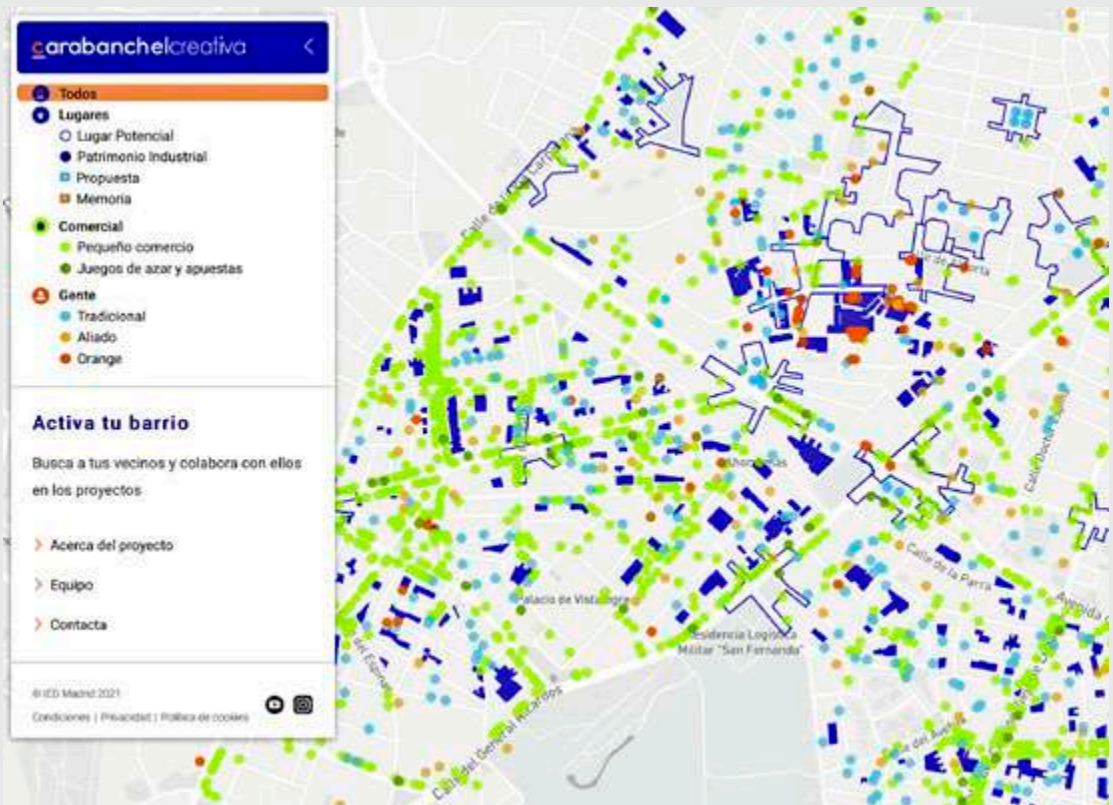 carabanchelcreativa
Todos
Lugares
Lugar Potencial
Patrimonio Industrial
Propuesta
Memoria
Comercial
Pequeño comercio
Juegos de azar y apuestas
Gente
Tradicional
Aliado
Orange
Activa tu barrio
Busca a tus vecinos y colabora con ellos
en los proyectos
Acerca del proyecto
Equipo
Contacta
© IED Madrid 2021
Condiciones | Privacidad | Política de cookies
Calle de
Calle de la Parra
Avenida
Palacio de Vistalegre
Residencia Logística
Militar "San Fernando"
Calle del General Ricardos